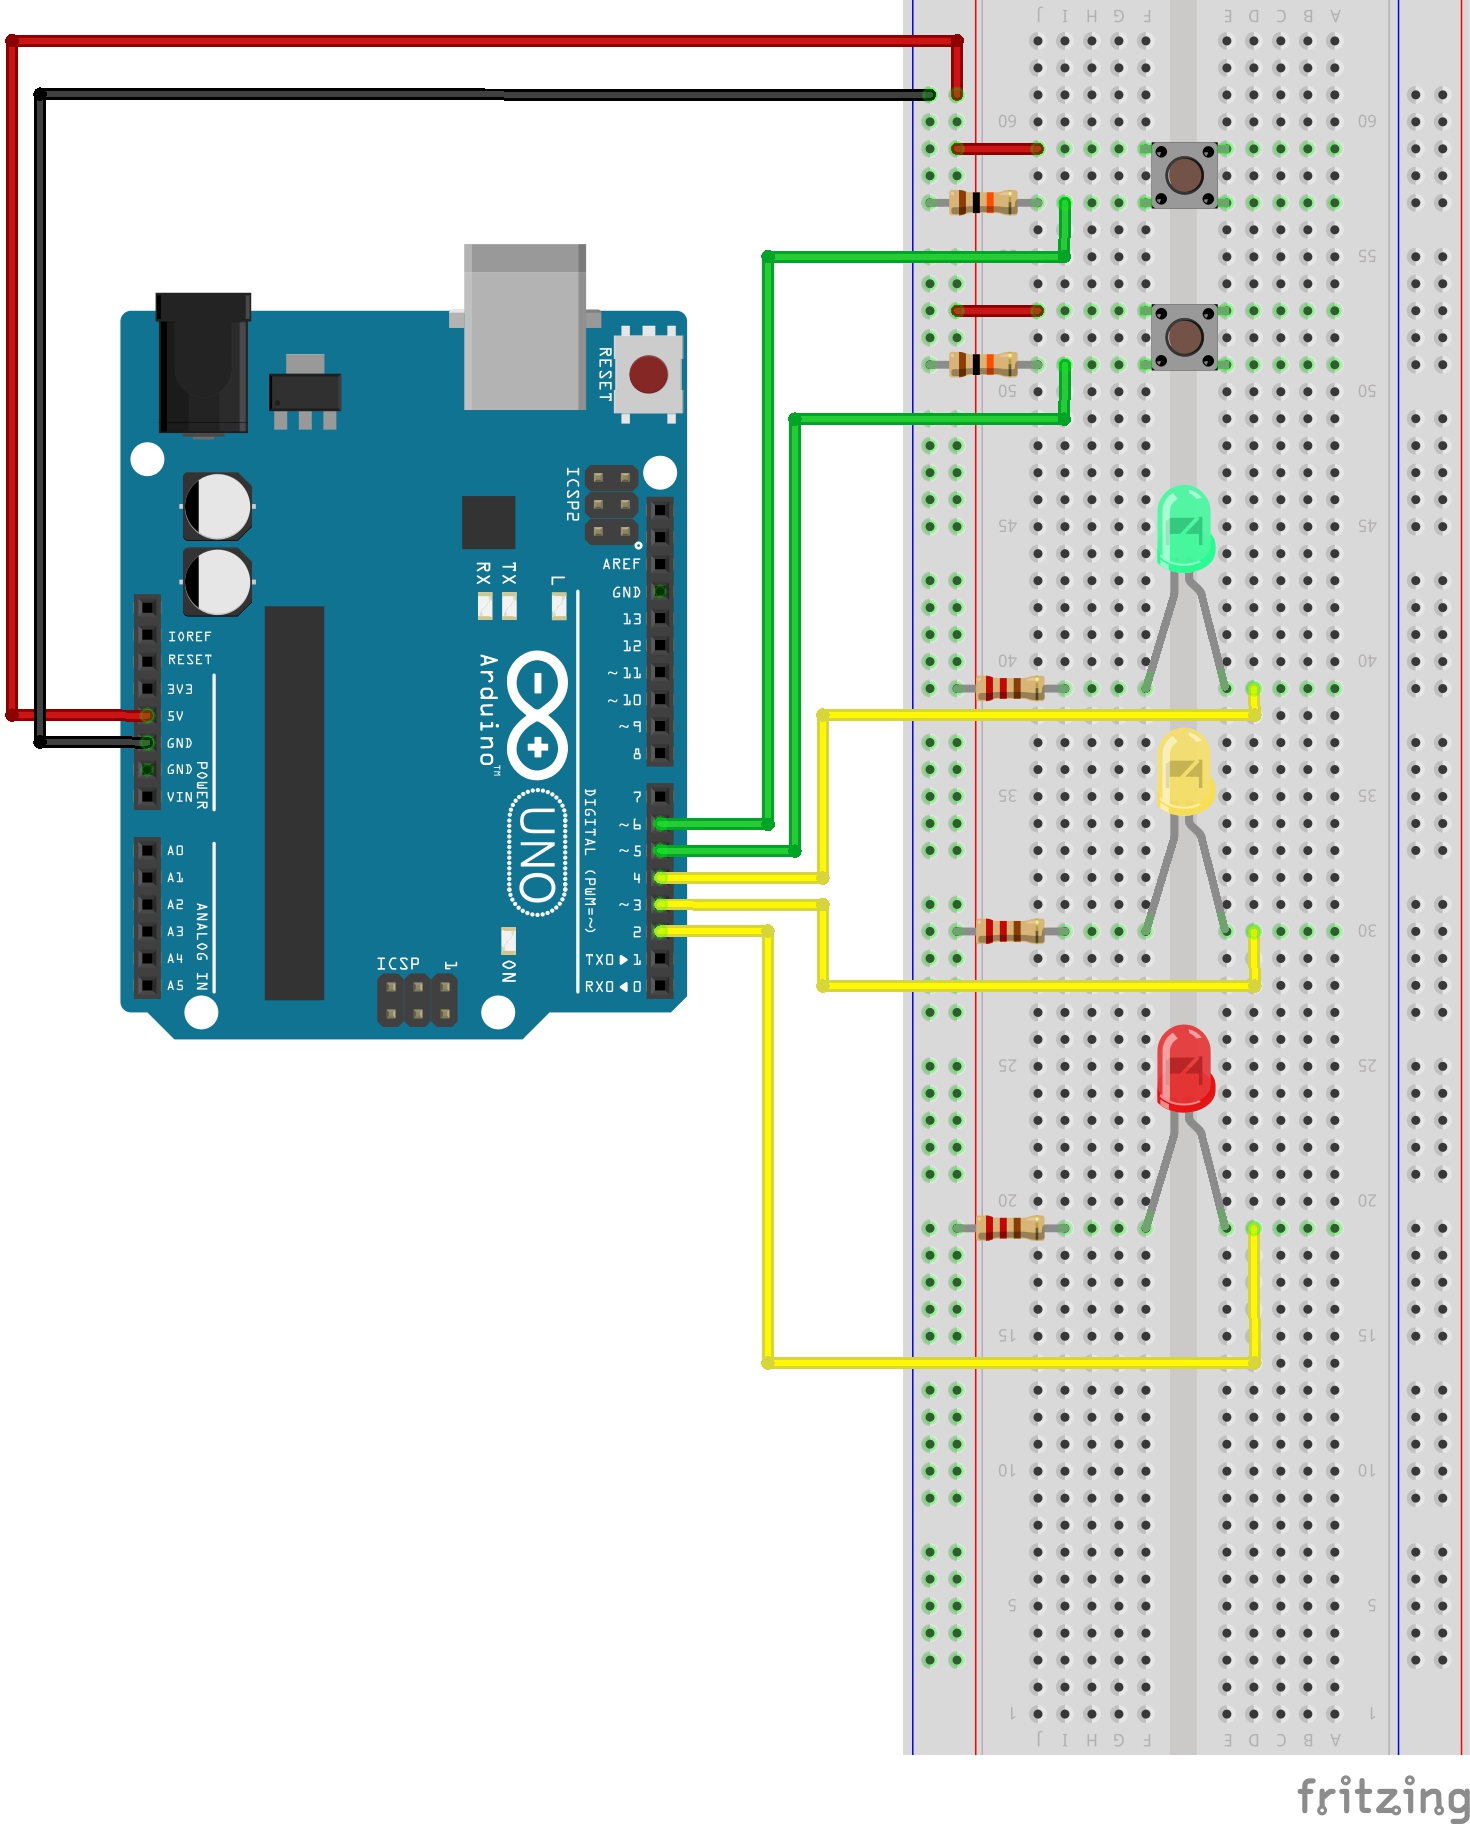 J I H G F E D C B A
60 60
55 55
50 50
45 45
40 40
35 35
30 30
25 25
20 20
15 15
10 10
5 5
1 1
J I H G F E D C B A
RESET
ICSP2
AREF
GND
13
12
~11
~10
~9
8
7
~6
~5
4
~3
2
TX0▶1
RX0◀0
DIGITAL (PWM=~)
RX TX L
IOREF
RESET
3V3
5V
GND
GND
VIN
POWER
A0
A1
A2
A3
A4
A5
ANALOG IN
Arduino™
UNO
ON
ICSP 1
fritzing